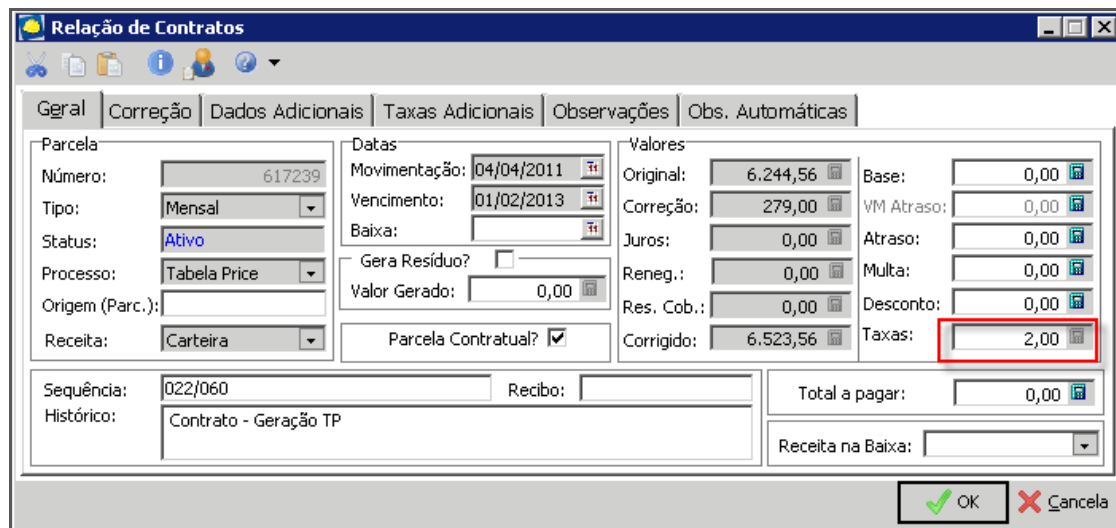 Relação de Contratos
Geral Correção Dados Adicionais Taxas Adicionais Observações Obs. Automáticas
Parcela
Número: 617239
Tipo: Mensal
Status: Ativo
Processo: Tabela Price
Origem (Parc.):
Receita: Carteira
Datas
Movimentação: 04/04/2011
Vencimento: 01/02/2013
Baixa:
Gera Resíduo?
Valor Gerado: 0,00
Parcela Contratual?
Valores
Original: 6.244,56
Correção: 279,00
Juros: 0,00
Reneg.: 0,00
Res. Cob.: 0,00
Corrigido: 6.523,56
Base: 0,00
VM Atraso: 0,00
Atraso: 0,00
Multa: 0,00
Desconto: 0,00
Taxas: 2,00
Sequência: 022/060 Recibo:
Histórico: Contrato - Geração TP
Total a pagar: 0,00
Receita na Baixa:
OK Cancela